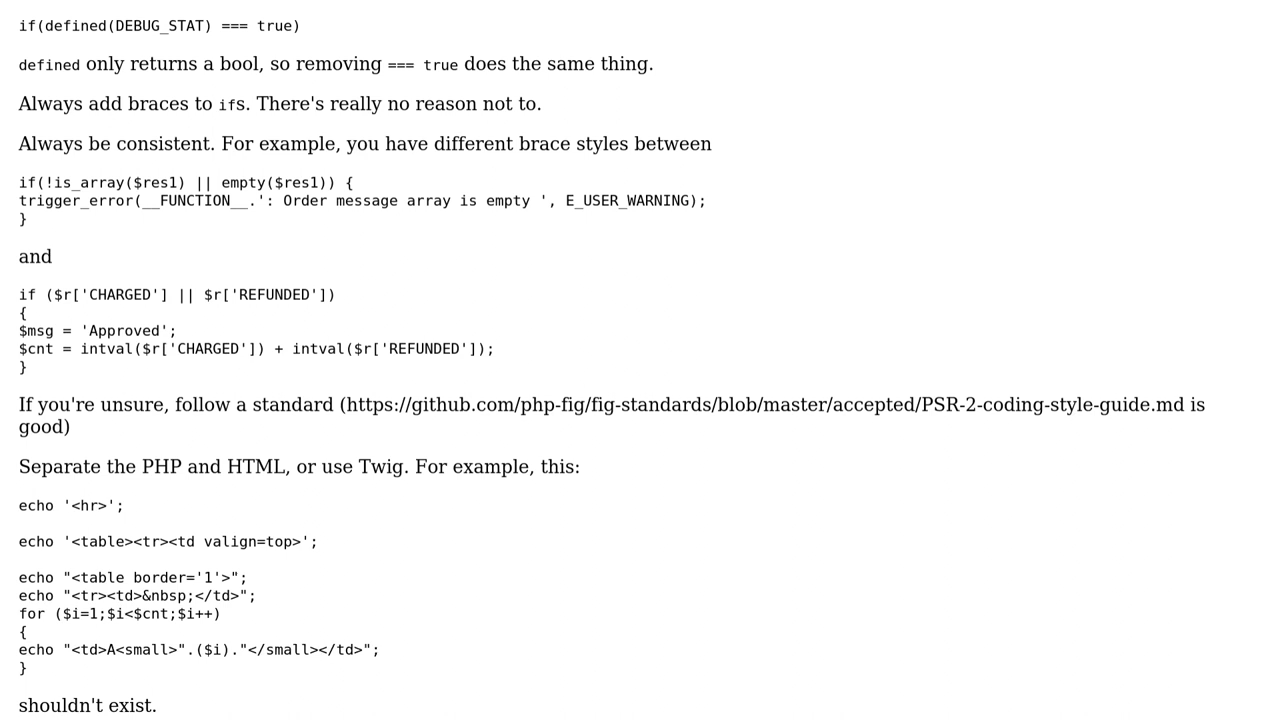 if(defined(DEBUG_STAT) === true)
defined only returns a bool, so removing === true does the same thing.
Always add braces to ifs. There's really no reason not to.
Always be consistent. For example, you have different brace styles between
if(!is_array($res1) || empty($res1)) {
trigger_error(__FUNCTION__.': Order message array is empty ', E_USER_WARNING);
}
and
if ($r['CHARGED'] || $r['REFUNDED'])
{
$msg = 'Approved';
$cnt = intval($r['CHARGED']) + intval($r['REFUNDED']);
}
If you're unsure, follow a standard (https://github.com/php-fig/fig-standards/blob/master/accepted/PSR-2-coding-style-guide.md is
good)
Separate the PHP and HTML, or use Twig. For example, this:
echo '<hr>';
echo '<table><tr><td valign=top>';
echo "<table border='1'>";
echo "<tr><td>&nbsp;</td>";
for ($i=1;$i<$cnt;$i++)
{
echo "<td>A<small>".($i)."</small></td>";
}
shouldn't exist.